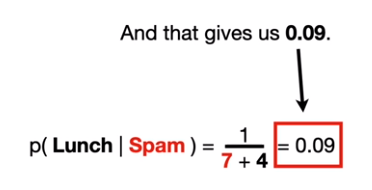 And that gives us 0.09.
p( Lunch | Spam ) = 1 / 7 + 4 = 0.09